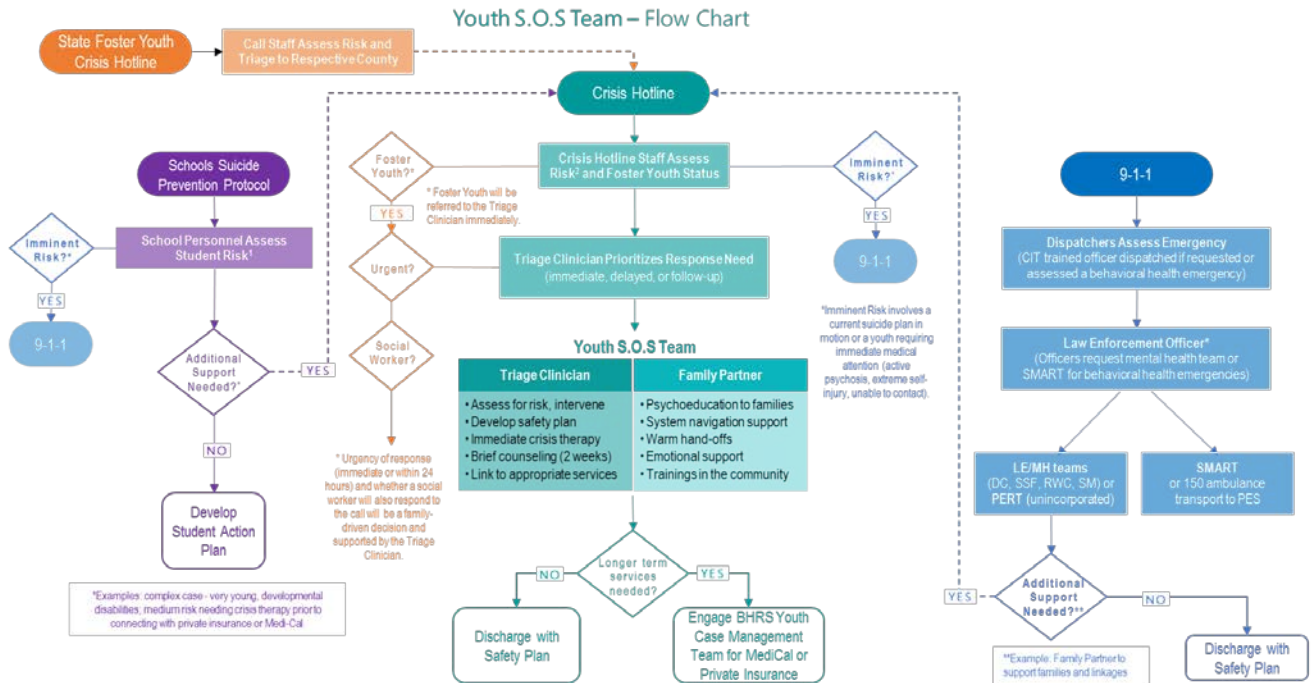 Youth S.O.S Team – Flow Chart
State Foster Youth
Crisis Hotline
Call Staff Assess Risk and
Triage to Respective County
Crisis Hotline
Schools Suicide
Prevention Protocol
Imminent
Risk?*
School Personnel Assess
Student Risk¹
YES
9-1-1
Additional
Support
Needed?*
YES
NO
Develop
Student Action
Plan
*Examples: complex case - very young, developmental
disabilities; medium risk needing crisis therapy prior to
connecting with private insurance or Medi-Cal
Foster
Youth?*
* Foster Youth will be
referred to the Triage
Clinician immediately.
YES
Urgent?
Social
Worker?
* Urgency of response
(immediate or within 24
hours) and whether a social
worker will also respond to
the call will be a family-
driven decision and
supported by the Triage
Clinician.
Crisis Hotline Staff Assess
Risk² and Foster Youth Status
Imminent
Risk?*
YES
9-1-1
*Imminent Risk involves a
current suicide plan in
motion or a youth requiring
immediate medical
attention (active
psychosis, extreme self-
injury, unable to contact).
Triage Clinician Prioritizes Response Need
(immediate, delayed, or follow-up)
Youth S.O.S Team
Triage Clinician
• Assess for risk, intervene
• Develop safety plan
• Immediate crisis therapy
• Brief counseling (2 weeks)
• Link to appropriate services
Family Partner
• Psychoeducation to families
• System navigation support
• Warm hand-offs
• Emotional support
• Trainings in the community
Longer term
services
needed?
NO
YES
Discharge with
Safety Plan
Engage BHRS Youth
Case Management
Team for MediCal or
Private Insurance
9-1-1
Dispatchers Assess Emergency
(CIT trained officer dispatched if requested or
assessed a behavioral health emergency)
Law Enforcement Officer*
(Officers request mental health team or
SMART for behavioral health emergencies)
LE/MH teams
(DC, SSF, RWC, SM) or
PERT (unincorporated)
SMART
or 150 ambulance
transport to PES
Additional
Support
Needed?**
YES
NO
**Example: Family Partner to
support families and linkages
Discharge with
Safety Plan